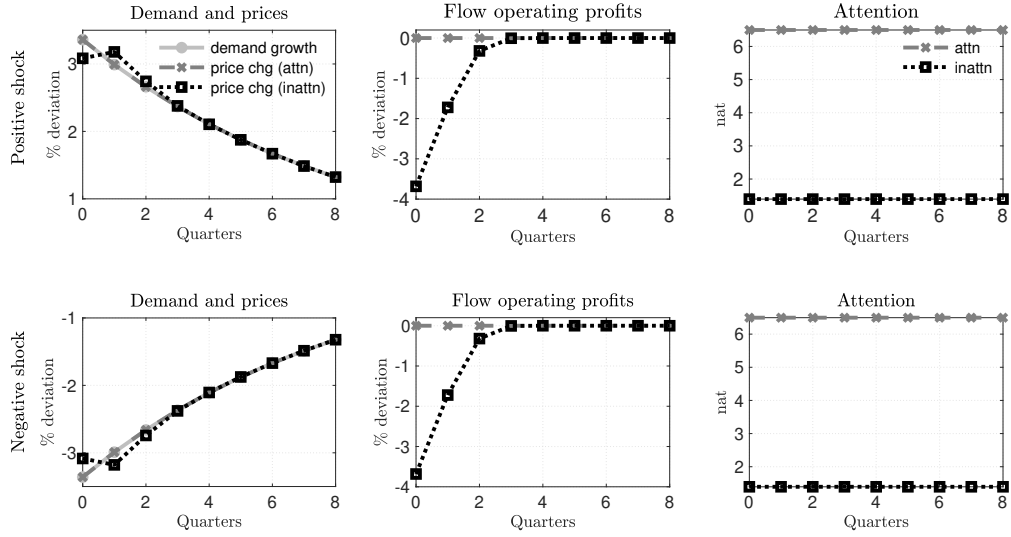 Demand and prices
Flow operating profits
Attention
Positive shock
% deviation
3
2
1
demand growth
price chg (attn)
price chg (inattn)
0 2 4 6 8
Quarters
% deviation
0
-1
-2
-3
-4
0 2 4 6 8
Quarters
nat
6
5
4
3
2
attn
inattn
0 2 4 6 8
Quarters
Demand and prices
Flow operating profits
Attention
Negative shock
% deviation
-1
-2
-3
0 2 4 6 8
Quarters
% deviation
0
-1
-2
-3
-4
0 2 4 6 8
Quarters
nat
6
5
4
3
2
0 2 4 6 8
Quarters